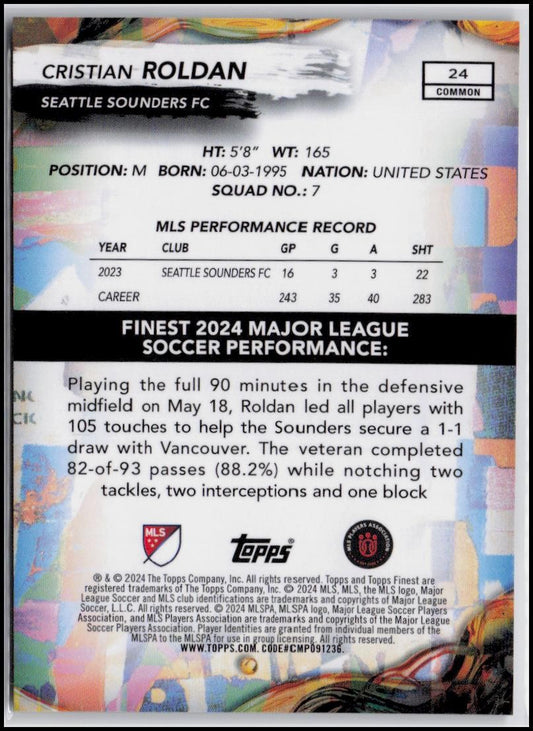 CRISTIAN ROLDAN
SEATTLE SOUNDERS FC
24
COMMON
HT: 5'8" WT: 165
POSITION: M BORN: 06-03-1995 NATION: UNITED STATES
SQUAD NO.: 7
MLS PERFORMANCE RECORD
YEAR CLUB GP G A SHT
2023 SEATTLE SOUNDERS FC 16 3 3 22
CAREER 243 35 40 283
FINEST 2024 MAJOR LEAGUE
SOCCER PERFORMANCE:
Playing the full 90 minutes in the defensive
midfield on May 18, Roldan led all players with
105 touches to help the Sounders secure a 1-1
draw with Vancouver. The veteran completed
82-of-93 passes (88.2%) while notching two
tackles, two interceptions and one block
MLS
Topps
MLS PLAYERS ASSOCIATION
® & © 2024 The Topps Company, Inc. All rights reserved. Topps and Topps Finest are
registered trademarks of The Topps Company, Inc. © 2024 MLS, MLS, the MLS logo, Major
League Soccer and MLS club identifications are trademarks and copyrights of Major League
Soccer, L.L.C. All rights reserved. © 2024 MLSPA, MLSPA logo, Major League Soccer Players
Association, and MLS Players Association are trademarks and copyrights of the Major League
Soccer Players Association. Player Identities are granted from individual members of the
MLSPA to the MLSPA for use in group licensing. All rights reserved.
WWW.TOPPS.COM. CODE#CMP091236.